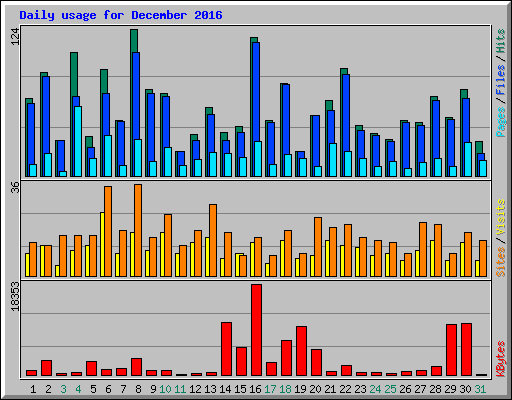 Daily usage for December 2016
124
Pages / Files / Hits
36
Sites / Visits
18353
KBytes
1 2 3 4 5 6 7 8 9 10 11 12 13 14 15 16 17 18 19 20 21 22 23 24 25 26 27 28 29 30 31